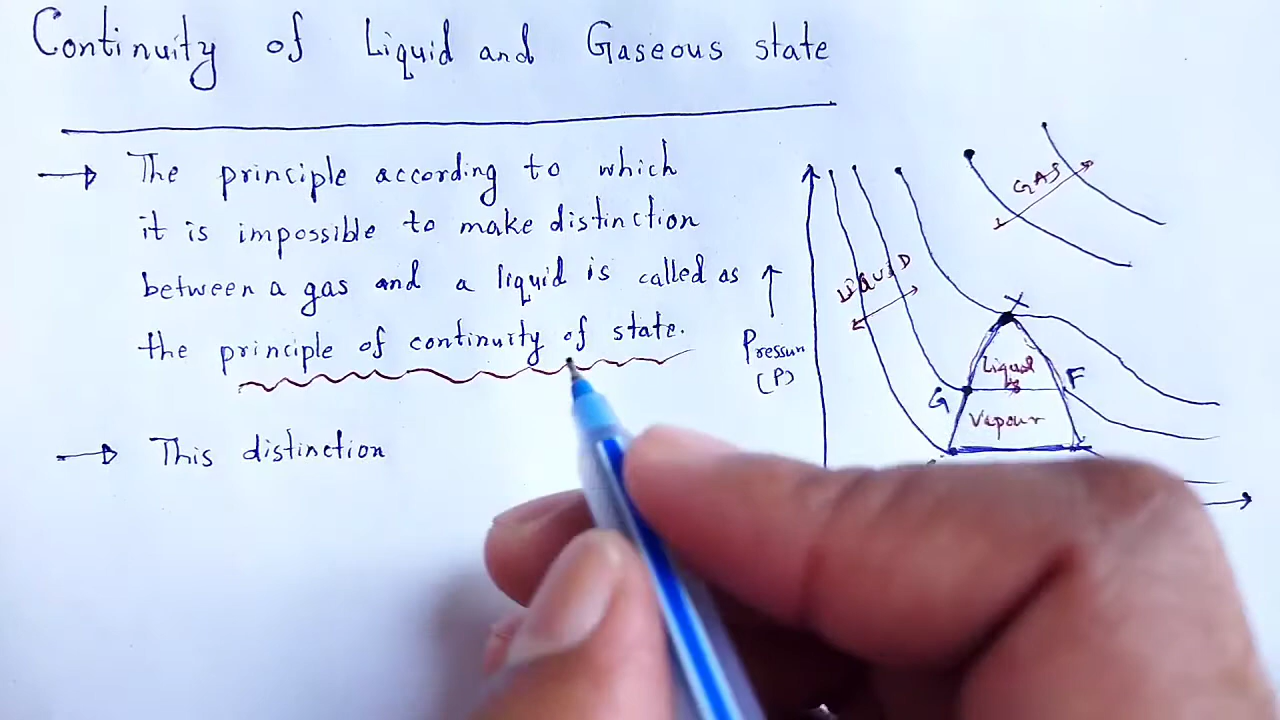 Continuity of Liquid and Gaseous state
→ The principle according to which
it is impossible to make distinction
between a gas and a liquid is called as
the principle of continuity of state.
→ This distinction
Pressure
(P)
LIQUID
GAS
X
G
F
Liquid
Vapour